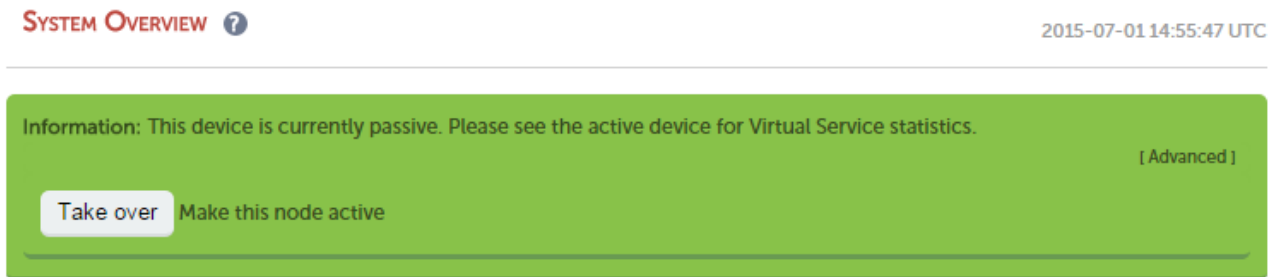 System Overview ?
2015-07-01 14:55:47 UTC
Information: This device is currently passive. Please see the active device for Virtual Service statistics.
[ Advanced ]
Take over Make this node active